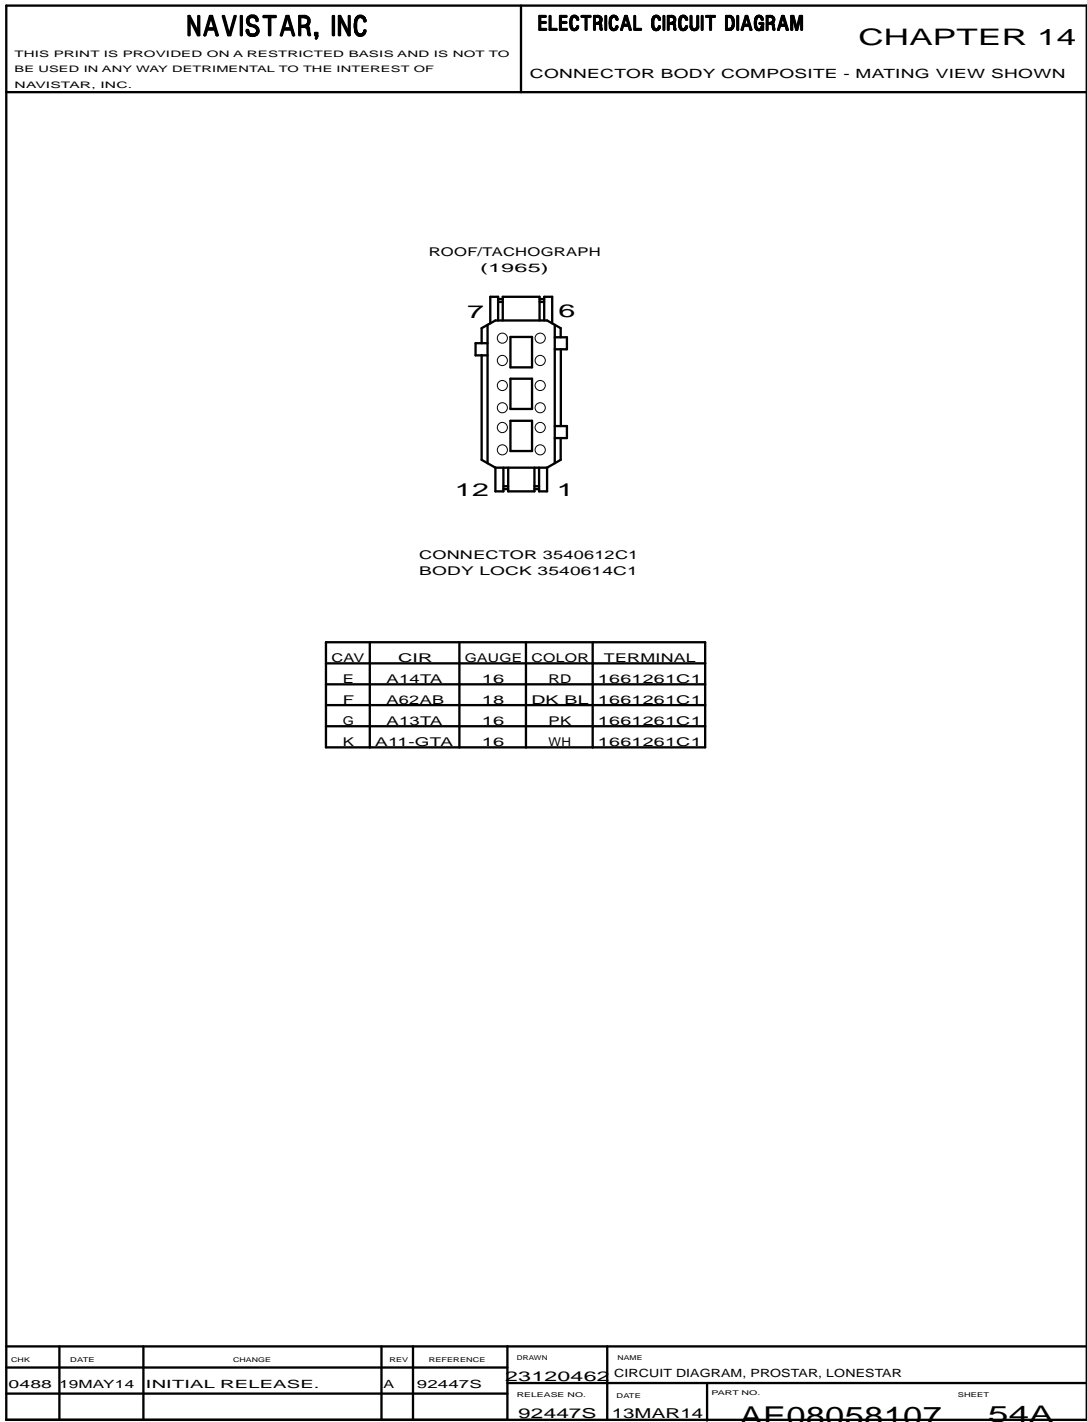 NAVISTAR, INC
THIS PRINT IS PROVIDED ON A RESTRICTED BASIS AND IS NOT TO
BE USED IN ANY WAY DETRIMENTAL TO THE INTEREST OF
NAVISTAR, INC.
ELECTRICAL CIRCUIT DIAGRAM
CHAPTER 14
CONNECTOR BODY COMPOSITE - MATING VIEW SHOWN
ROOF/TACHOGRAPH
(1965)
7 6
12 1
CONNECTOR 3540612C1
BODY LOCK 3540614C1
CAV CIR GAUGE COLOR TERMINAL
E A14TA 16 RD 1661261C1
F A62AB 18 DK BL 1661261C1
G A13TA 16 PK 1661261C1
K A11-GTA 16 WH 1661261C1
CHK DATE CHANGE REV REFERENCE
0488 19MAY14 INITIAL RELEASE. A 92447S
DRAWN
23120462
NAME
CIRCUIT DIAGRAM, PROSTAR, LONESTAR
RELEASE NO. DATE PART NO. SHEET
92447S 13MAR14 AE08058107 54A